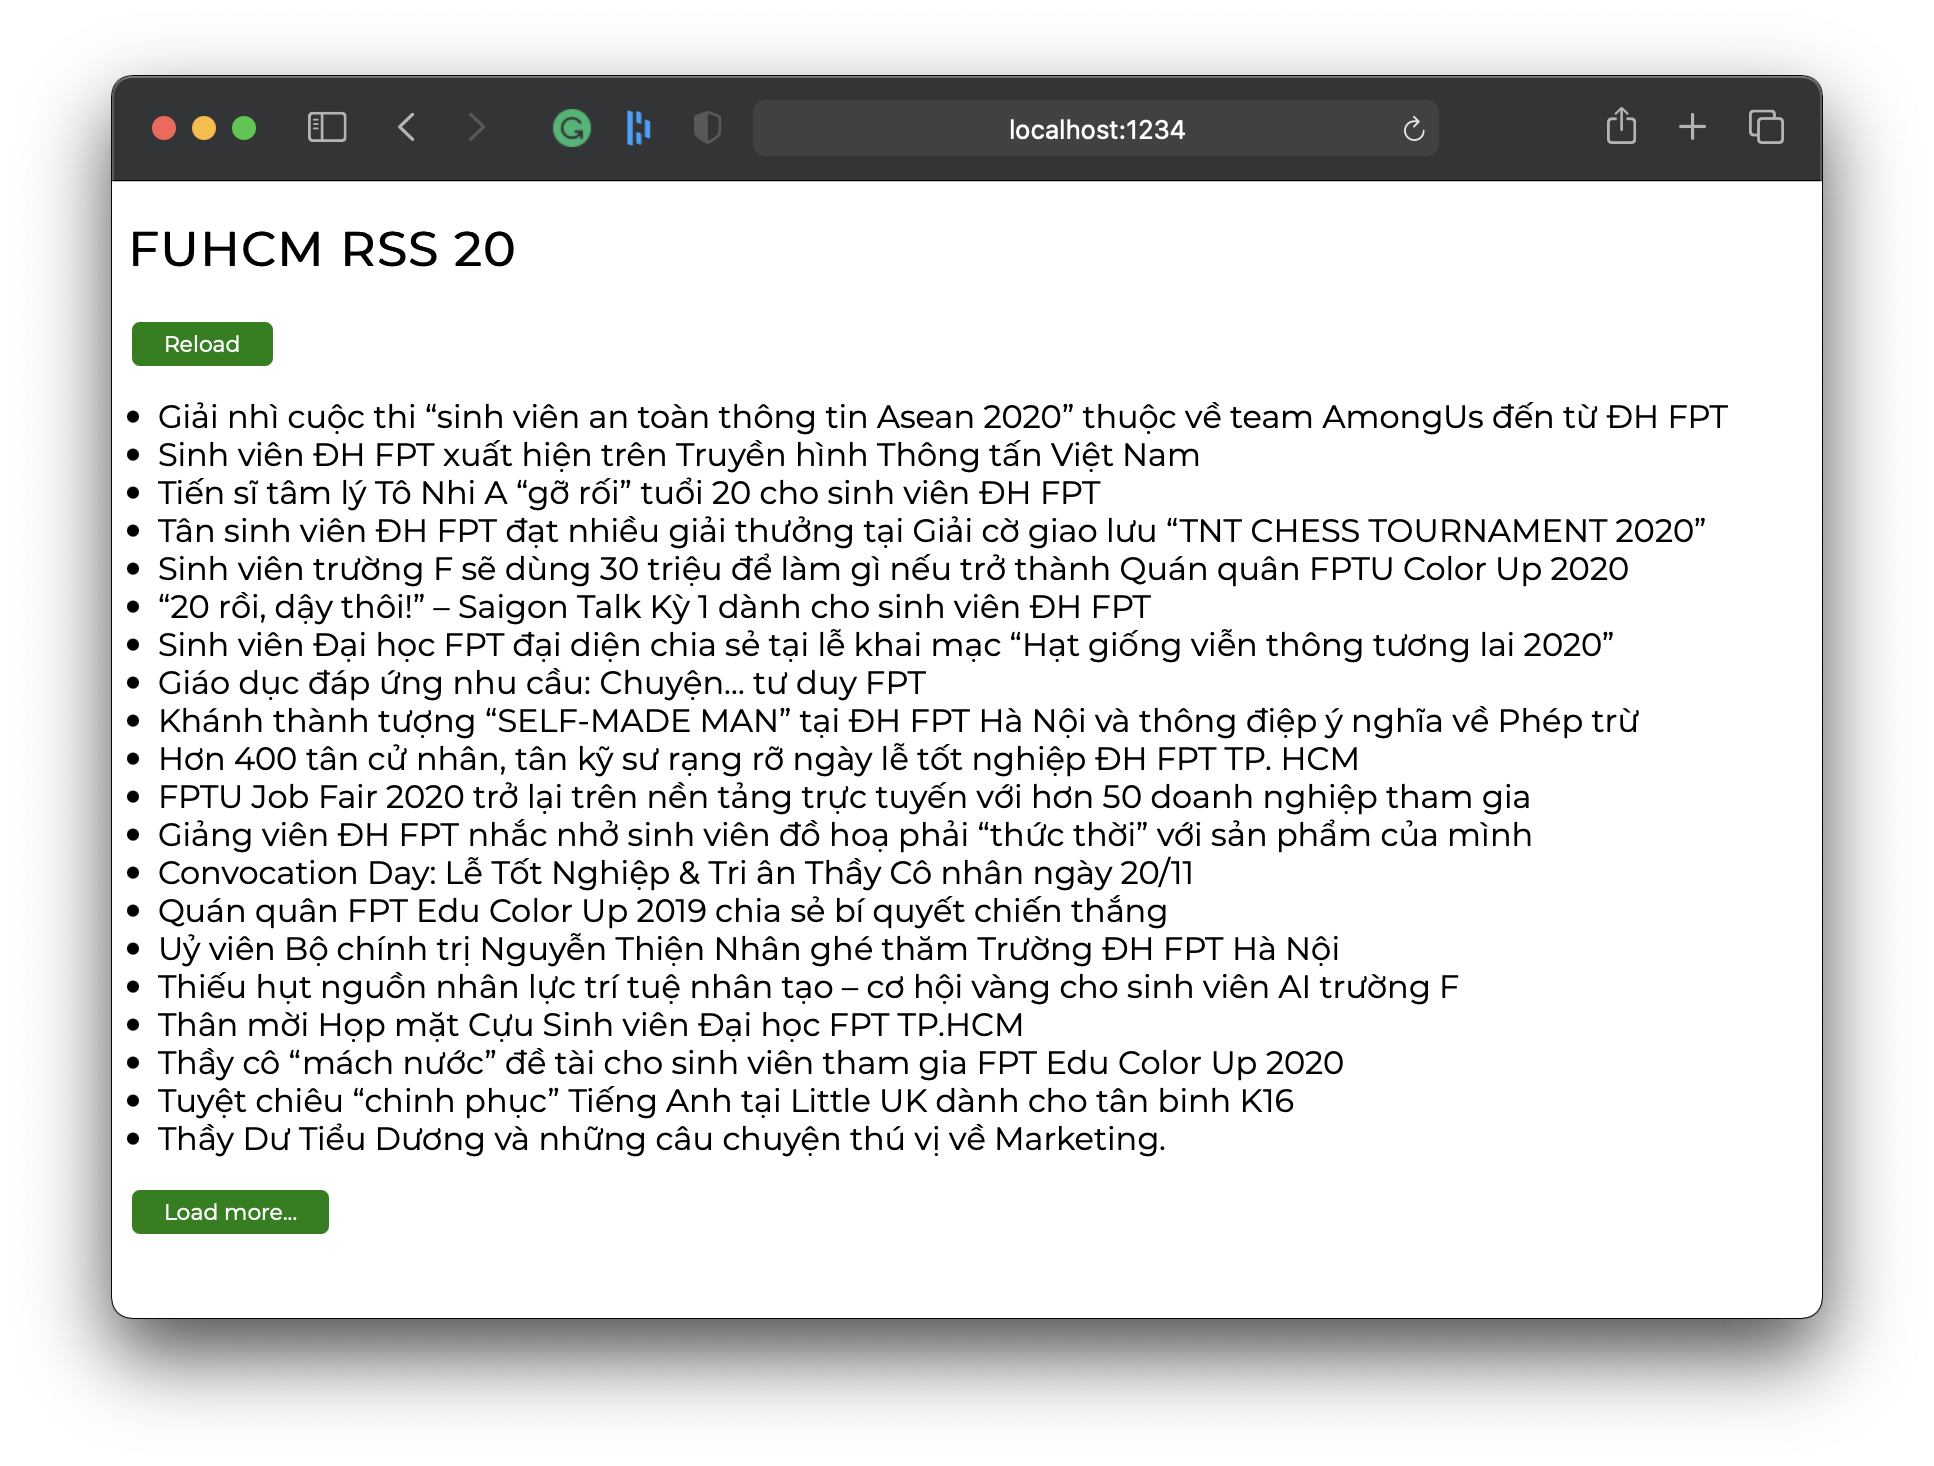 localhost:1234
FUHCM RSS 20
Reload
Giải nhì cuộc thi “sinh viên an toàn thông tin Asean 2020” thuộc về team AmongUs đến từ ĐH FPT
Sinh viên ĐH FPT xuất hiện trên Truyền hình Thông tấn Việt Nam
Tiến sĩ tâm lý Tô Nhi A “gỡ rối” tuổi 20 cho sinh viên ĐH FPT
Tân sinh viên ĐH FPT đạt nhiều giải thưởng tại Giải cờ giao lưu “TNT CHESS TOURNAMENT 2020”
Sinh viên trường F sẽ dùng 30 triệu để làm gì nếu trở thành Quán quân FPTU Color Up 2020
“20 rồi, dậy thôi!” – Saigon Talk Kỳ 1 dành cho sinh viên ĐH FPT
Sinh viên Đại học FPT đại diện chia sẻ tại lễ khai mạc “Hạt giống viễn thông tương lai 2020”
Giáo dục đáp ứng nhu cầu: Chuyện... tư duy FPT
Khánh thành tượng “SELF-MADE MAN” tại ĐH FPT Hà Nội và thông điệp ý nghĩa về Phép trừ
Hơn 400 tân cử nhân, tân kỹ sư rạng rỡ ngày lễ tốt nghiệp ĐH FPT TP. HCM
FPTU Job Fair 2020 trở lại trên nền tảng trực tuyến với hơn 50 doanh nghiệp tham gia
Giảng viên ĐH FPT nhắc nhở sinh viên đồ hoạ phải “thức thời” với sản phẩm của mình
Convocation Day: Lễ Tốt Nghiệp & Tri ân Thầy Cô nhân ngày 20/11
Quán quân FPT Edu Color Up 2019 chia sẻ bí quyết chiến thắng
Uỷ viên Bộ chính trị Nguyễn Thiện Nhân ghé thăm Trường ĐH FPT Hà Nội
Thiếu hụt nguồn nhân lực trí tuệ nhân tạo – cơ hội vàng cho sinh viên AI trường F
Thân mời Họp mặt Cựu Sinh viên Đại học FPT TP.HCM
Thầy cô “mách nước” đề tài cho sinh viên tham gia FPT Edu Color Up 2020
Tuyệt chiêu “chinh phục” Tiếng Anh tại Little UK dành cho tân binh K16
Thầy Dư Tiểu Dương và những câu chuyện thú vị về Marketing.
Load more...